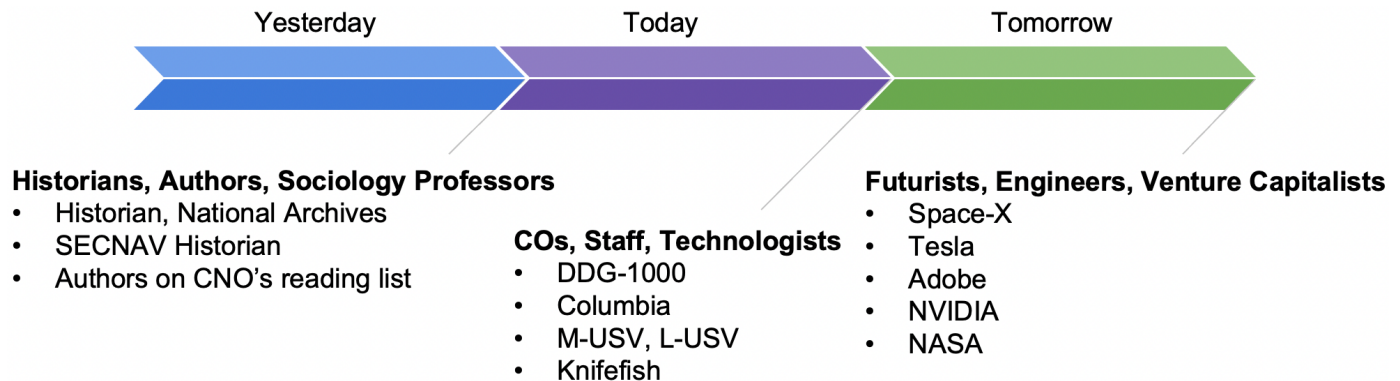 Yesterday
Today
Tomorrow
Historians, Authors, Sociology Professors
• Historian, National Archives
• SECNAV Historian
• Authors on CNO’s reading list
COs, Staff, Technologists
• DDG-1000
• Columbia
• M-USV, L-USV
• Knifefish
Futurists, Engineers, Venture Capitalists
• Space-X
• Tesla
• Adobe
• NVIDIA
• NASA